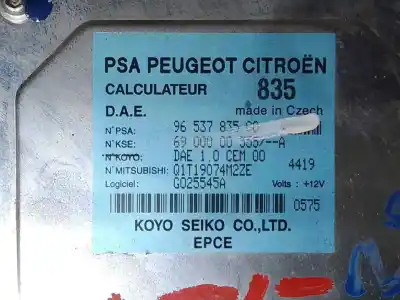 PSA PEUGEOT CITROËN
CALCULATEUR 835
D.A.E. made in Czech
N°PSA: 96 537 835
N°KSE: 69 000 00
N°KOYO: DAE 1.0 CEM 00
N°MITSUBISHI: Q1T19074M2ZE 4419
Logiciel: G025545A Volts : +12V
0575
KOYO SEIKO CO.,LTD.
EPCE